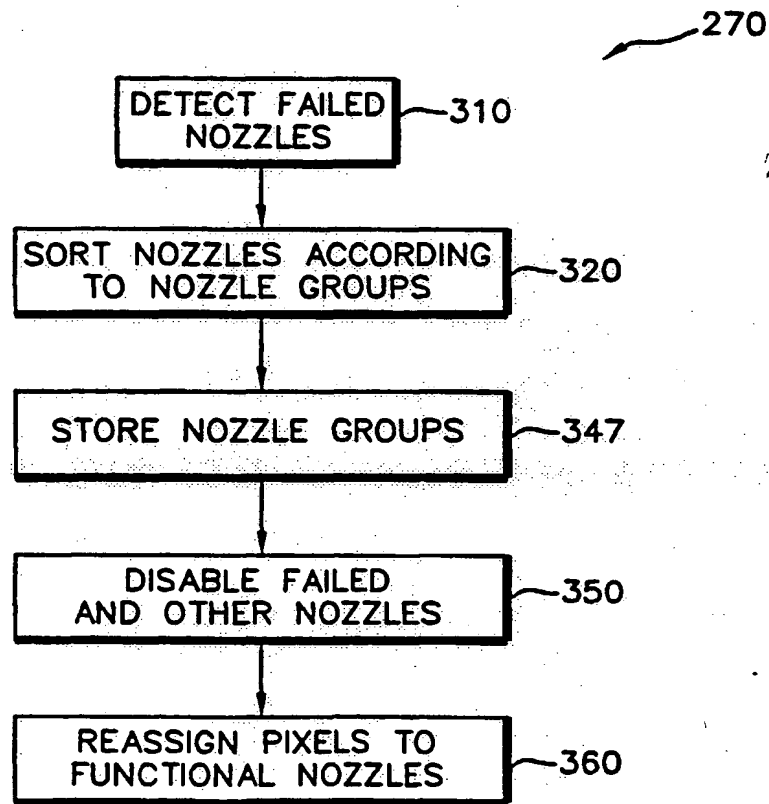 270
DETECT FAILED
NOZZLES
310
SORT NOZZLES ACCORDING
TO NOZZLE GROUPS
320
STORE NOZZLE GROUPS
347
DISABLE FAILED
AND OTHER NOZZLES
350
REASSIGN PIXELS TO
FUNCTIONAL NOZZLES
360